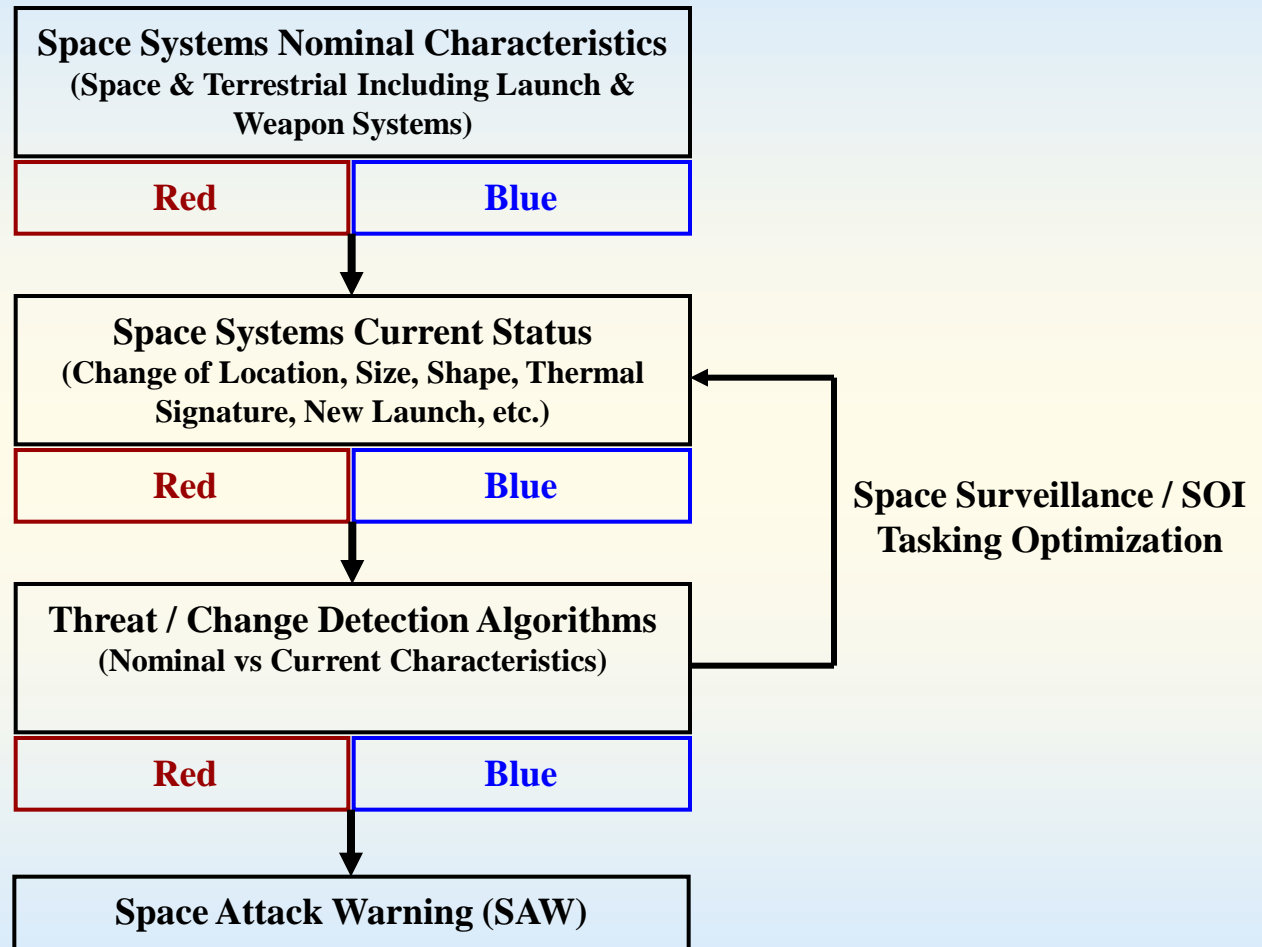 Space Systems Nominal Characteristics
(Space & Terrestrial Including Launch &
Weapon Systems)
Red
Blue
Space Systems Current Status
(Change of Location, Size, Shape, Thermal
Signature, New Launch, etc.)
Red
Blue
Space Surveillance / SOI
Tasking Optimization
Threat / Change Detection Algorithms
(Nominal vs Current Characteristics)
Red
Blue
Space Attack Warning (SAW)